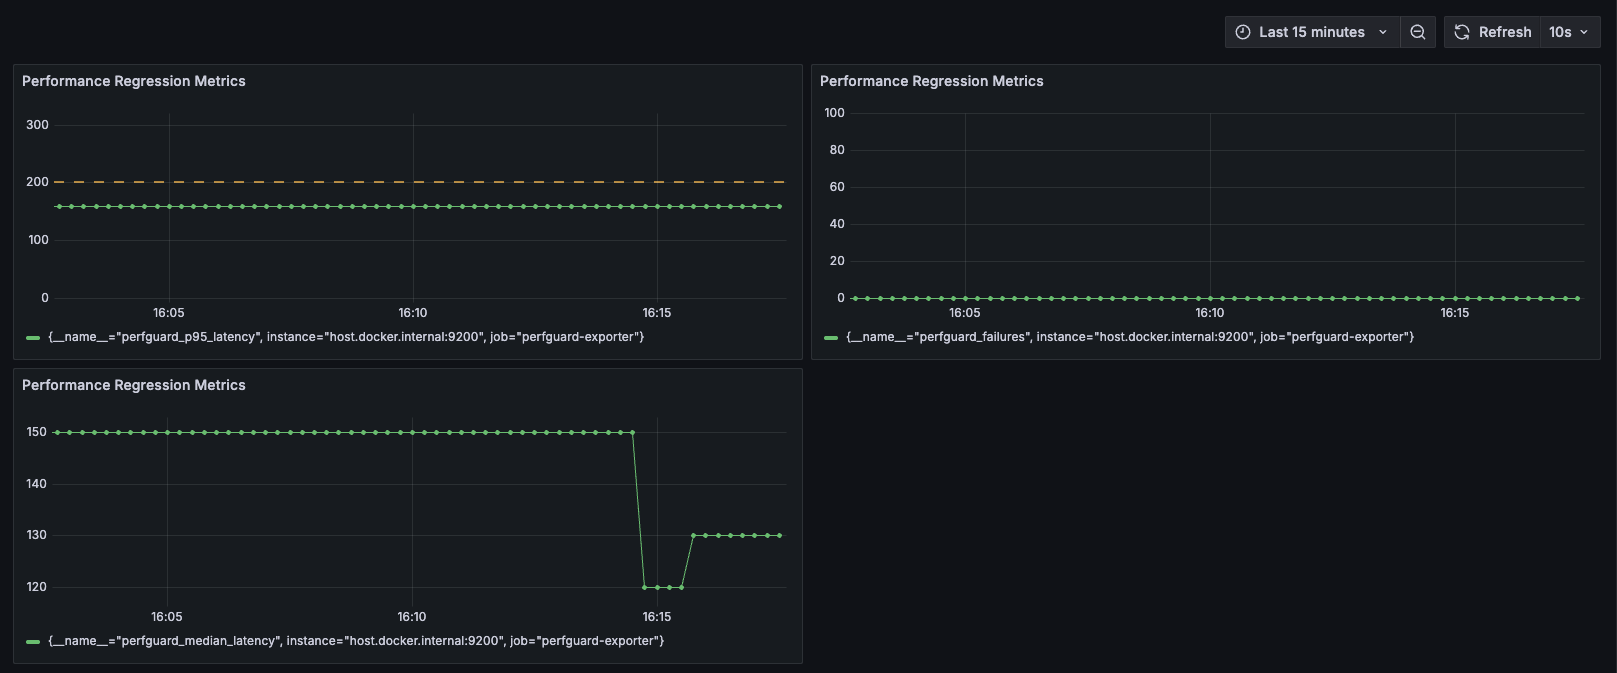 Last 15 minutes
Refresh
10s
Performance Regression Metrics
300
200
100
0
16:05
16:10
16:15
{__name__="perfguard_p95_latency", instance="host.docker.internal:9200", job="perfguard-exporter"}
Performance Regression Metrics
100
80
60
40
20
0
16:05
16:10
16:15
{__name__="perfguard_failures", instance="host.docker.internal:9200", job="perfguard-exporter"}
Performance Regression Metrics
150
140
130
120
16:05
16:10
16:15
{__name__="perfguard_median_latency", instance="host.docker.internal:9200", job="perfguard-exporter"}